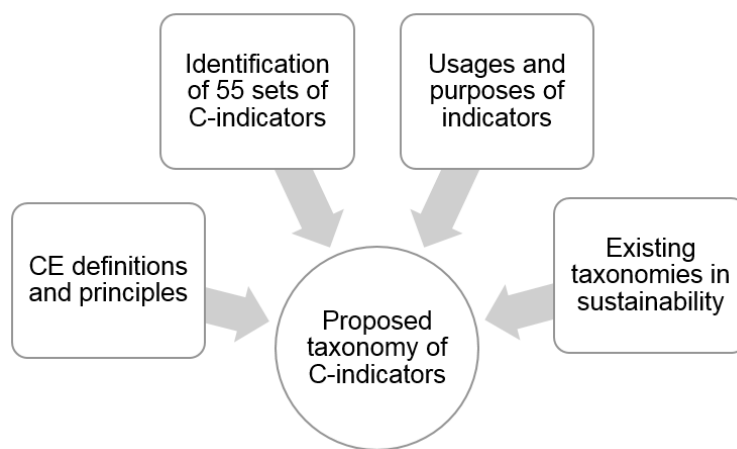 Identification
of 55 sets of
C-indicators
Usages and
purposes of
indicators
CE definitions
and principles
Existing
taxonomies in
sustainability
Proposed
taxonomy of
C-indicators